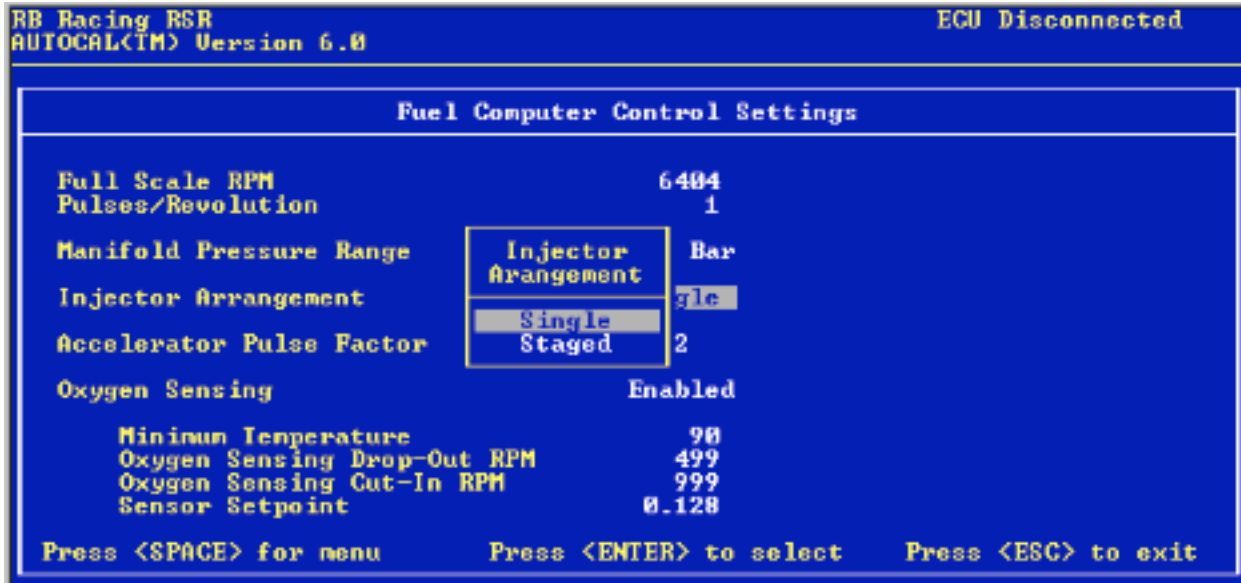 RB Racing RSR ECU Disconnected
AUTOCAL(TM) Version 6.0
Fuel Computer Control Settings
Full Scale RPM 6404
Pulses/Revolution 1
Manifold Pressure Range Bar
Injector
Arangement
Injector Arrangement gle
Single
Accelerator Pulse Factor 2
Staged
Oxygen Sensing Enabled
Minimum Temperature 90
Oxygen Sensing Drop-Out RPM 499
Oxygen Sensing Cut-In RPM 999
Sensor Setpoint 0.128
Press <SPACE> for menu Press <ENTER> to select Press <ESC> to exit